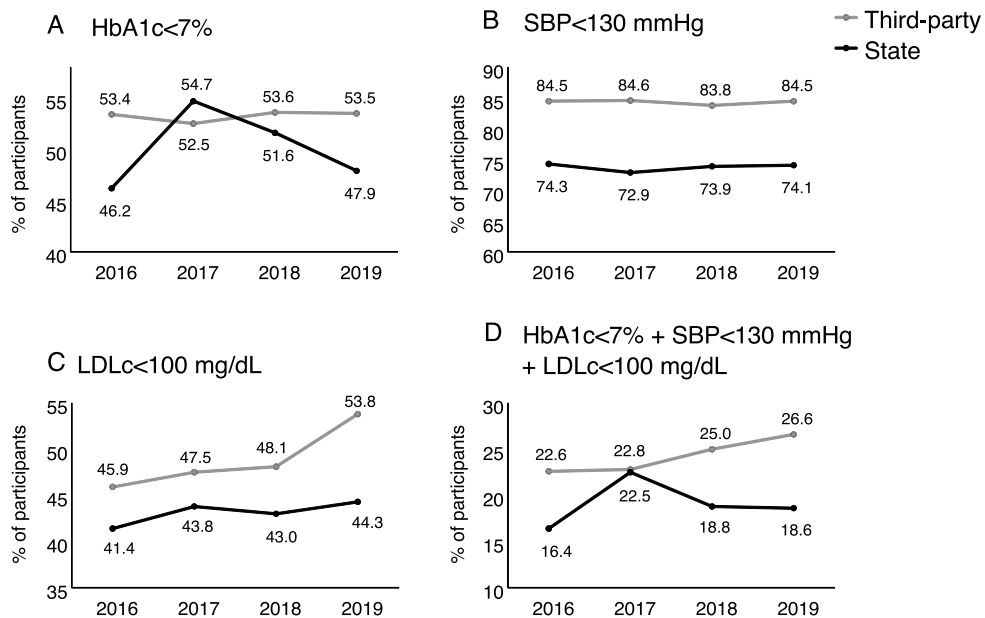 A HbA1c<7%
% of participants
55
50
45
40
53.4
54.7
53.6
53.5
52.5
51.6
47.9
46.2
2016 2017 2018 2019
B SBP<130 mmHg
Third-party
State
% of participants
90
85
80
75
70
65
60
84.5 84.6 83.8 84.5
74.3 72.9 73.9 74.1
2016 2017 2018 2019
C LDLc<100 mg/dL
% of participants
55
50
45
40
35
45.9 47.5 48.1 53.8
41.4 43.8 43.0 44.3
2016 2017 2018 2019
D HbA1c<7% + SBP<130 mmHg
+ LDLc<100 mg/dL
% of participants
30
25
20
15
10
22.6 22.8 25.0 26.6
16.4 22.5 18.8 18.6
2016 2017 2018 2019